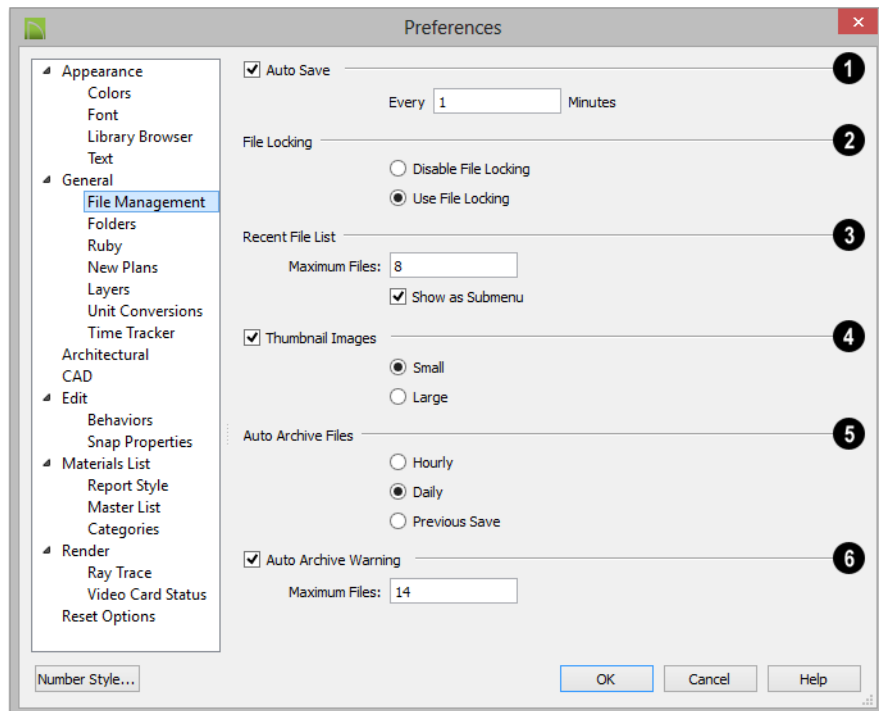 Preferences
Appearance
Colors
Font
Library Browser
Text
General
File Management
Folders
Ruby
New Plans
Layers
Unit Conversions
Time Tracker
Architectural
CAD
Edit
Behaviors
Snap Properties
Materials List
Report Style
Master List
Categories
Render
Ray Trace
Video Card Status
Reset Options
Auto Save 1
Every 1 Minutes
File Locking 2
Disable File Locking
Use File Locking
Recent File List 3
Maximum Files: 8
Show as Submenu
Thumbnail Images 4
Small
Large
Auto Archive Files 5
Hourly
Daily
Previous Save
Auto Archive Warning 6
Maximum Files: 14
Number Style... OK Cancel Help